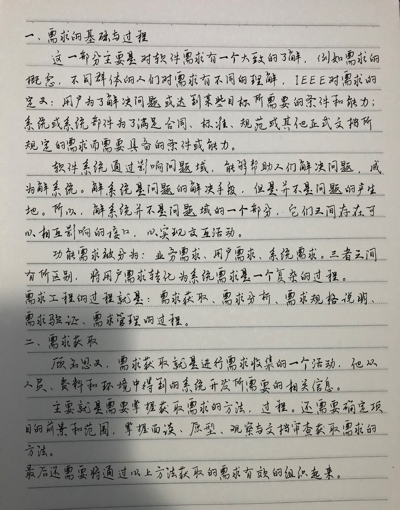 一、需求的基础与过程
这一部分主要是对软件需求有一个大致的了解，例如需求的
概念，不同群体的人们对需求有不同的理解，IEEE对需求的
定义：用户为了解决问题或达到某些目标所需要的条件和能力；
系统或系统部件为了满足合同、标准、规范或其他正式文档所
规定的需求而需要具备的条件或能力。
软件系统通过影响问题域，能够帮助人们解决问题，成
为解系统。解系统是问题的解决手段，但是并不是问题的产生
地。所以，解系统并不是问题域的一个部分，它们之间存在可
以相互影响的接口，以实现交互活动。
功能需求被分为：业务需求、用户需求、系统需求。三者之间
有所区别，将用户需求转化为系统需求是一个复杂的过程。
需求工程的过程就是：需求获取、需求分析、需求规格说明、
需求验证、需求管理的过程。
二、需求获取
顾名思义，需求获取就是进行需求收集的一个活动，他从
人员、资料和环境中得到的系统开发所需要的相关信息。
主要就是需要掌握获取需求的方法，过程。还需要确定项
目的前景和范围，掌握面谈、原型、观察与文档审查获取需求的
方法。
最后还需要将通过以上方法获取的需求有效的组织起来。